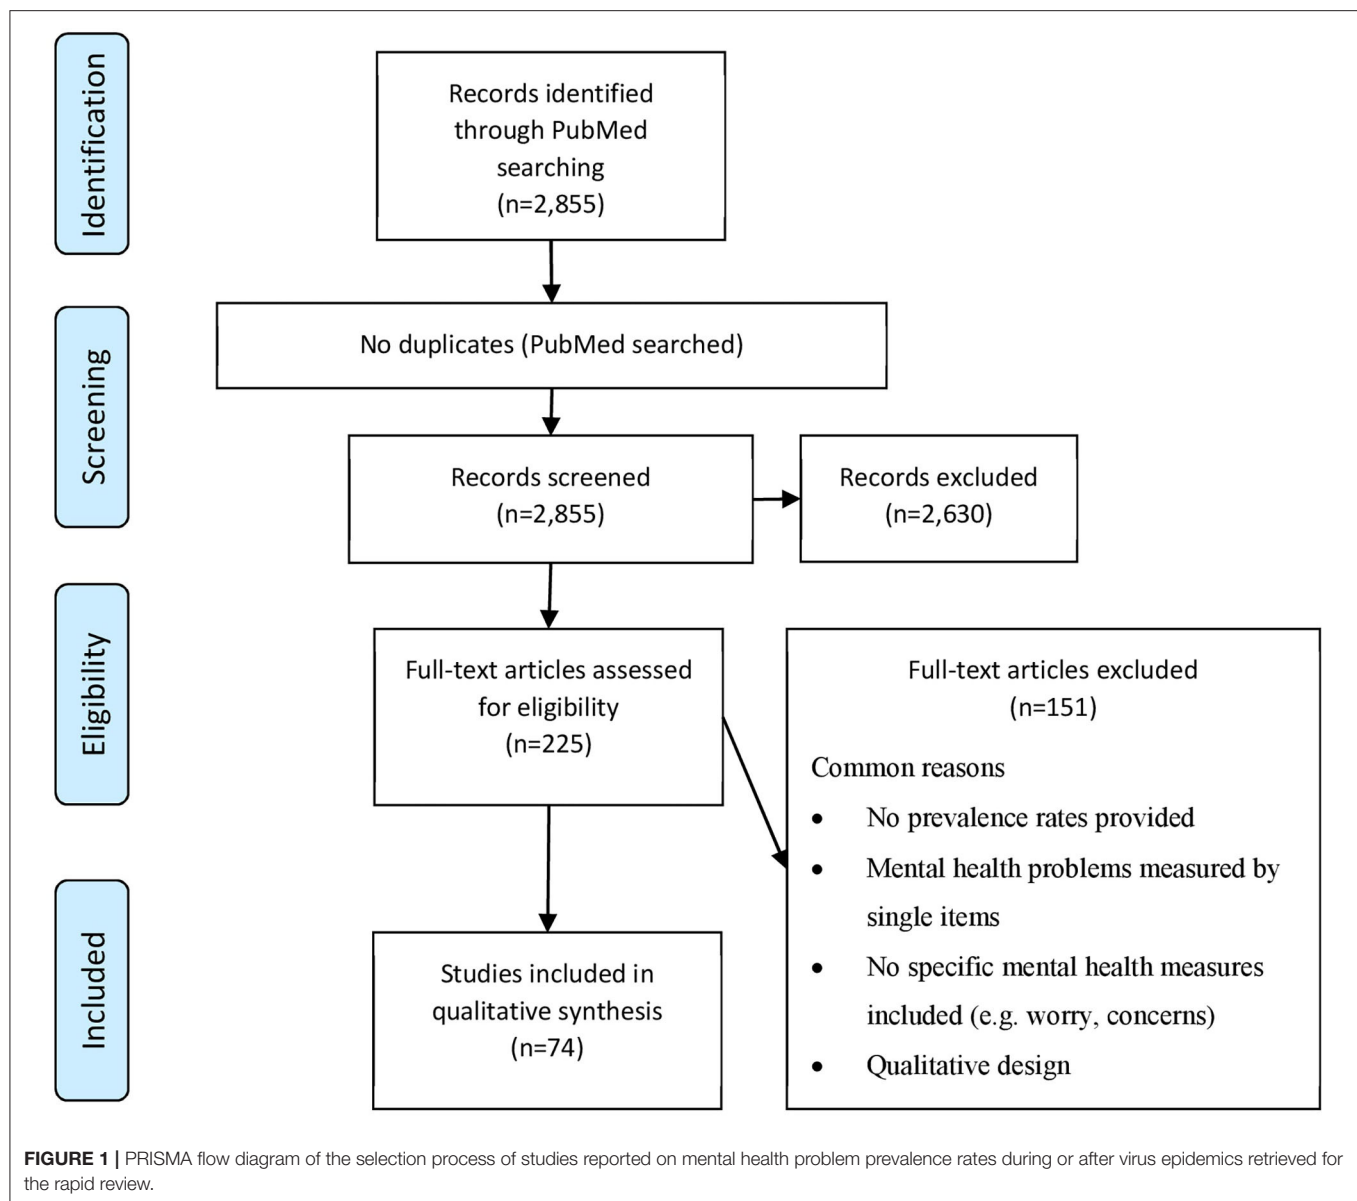 Identification
Records identified
through PubMed
searching
(n=2,855)
No duplicates (PubMed searched)
Screening
Records screened
(n=2,855)
Records excluded
(n=2,630)
Eligibility
Full-text articles assessed
for eligibility
(n=225)
Full-text articles excluded
(n=151)
Common reasons
• No prevalence rates provided
• Mental health problems measured by
single items
• No specific mental health measures
included (e.g. worry, concerns)
• Qualitative design
Included
Studies included in
qualitative synthesis
(n=74)
FIGURE 1 | PRISMA flow diagram of the selection process of studies reported on mental health problem prevalence rates during or after virus epidemics retrieved for
the rapid review.